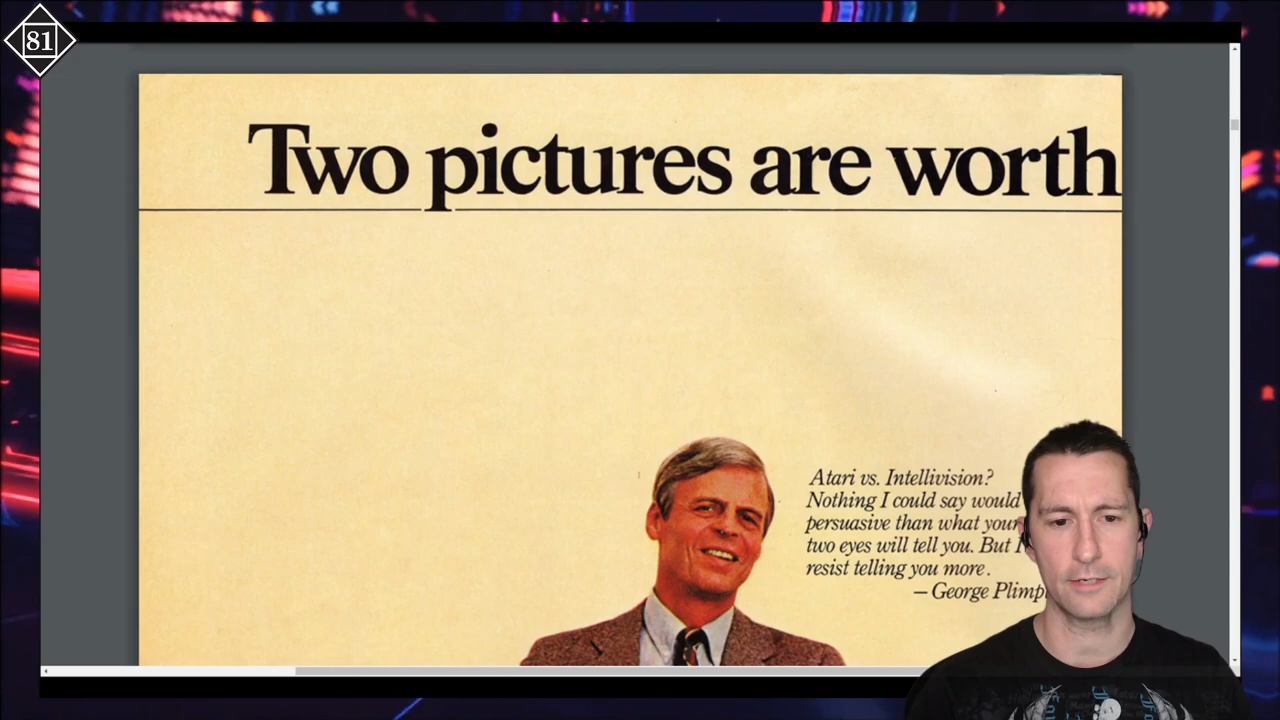 81
Two pictures are worth
Atari vs. Intellivision?
Nothing I could say would
persuasive than what your
two eyes will tell you. But I
resist telling you more.
— George Plimp